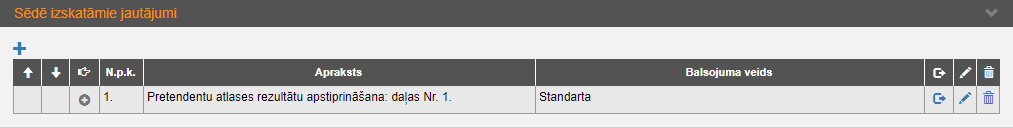 Sēdē izskatāmie jautājumi
N.p.k. Apraksts Balsojuma veids
1. Pretendentu atlases rezultātu apstiprināšana: daļas Nr. 1. Standarta